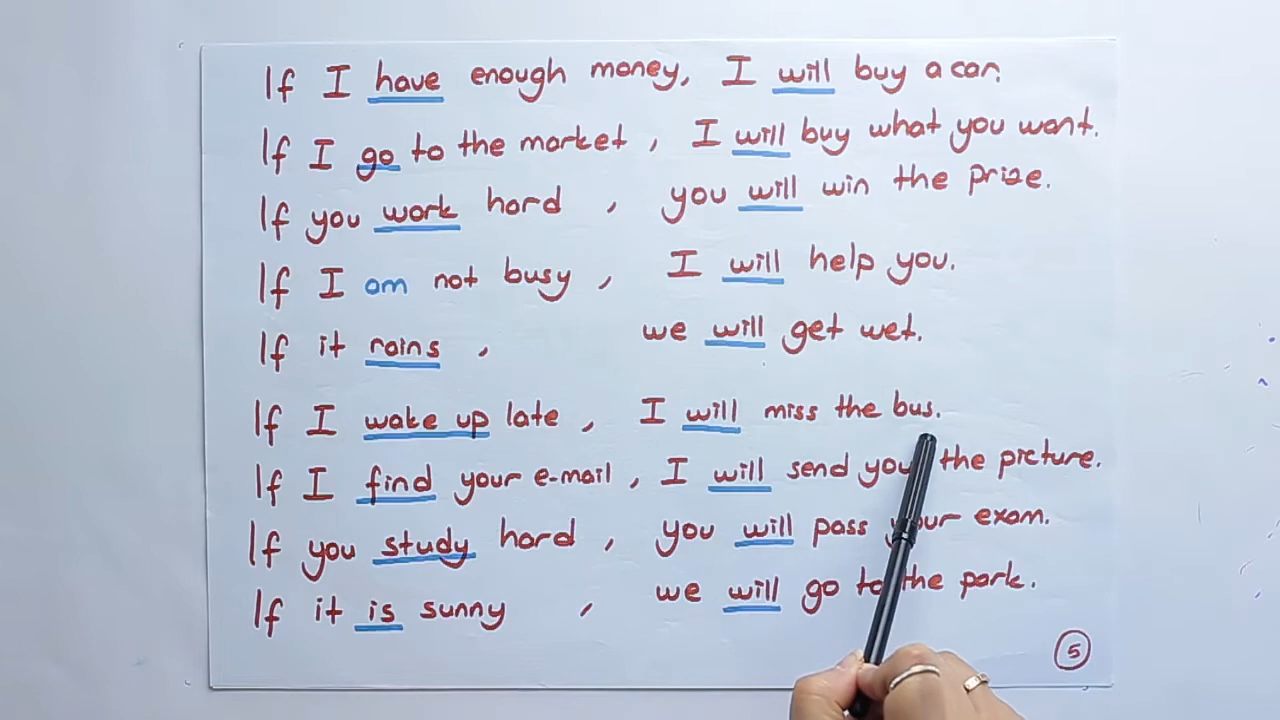 If I have enough money, I will buy a car.
If I go to the market, I will buy what you want.
If you work hard, you will win the prize.
If I am not busy, I will help you.
If it rains, we will get wet.
If I wake up late, I will miss the bus.
If I find your e-mail, I will send you the picture.
If you study hard, you will pass your exam.
If it is sunny, we will go to the park.
5